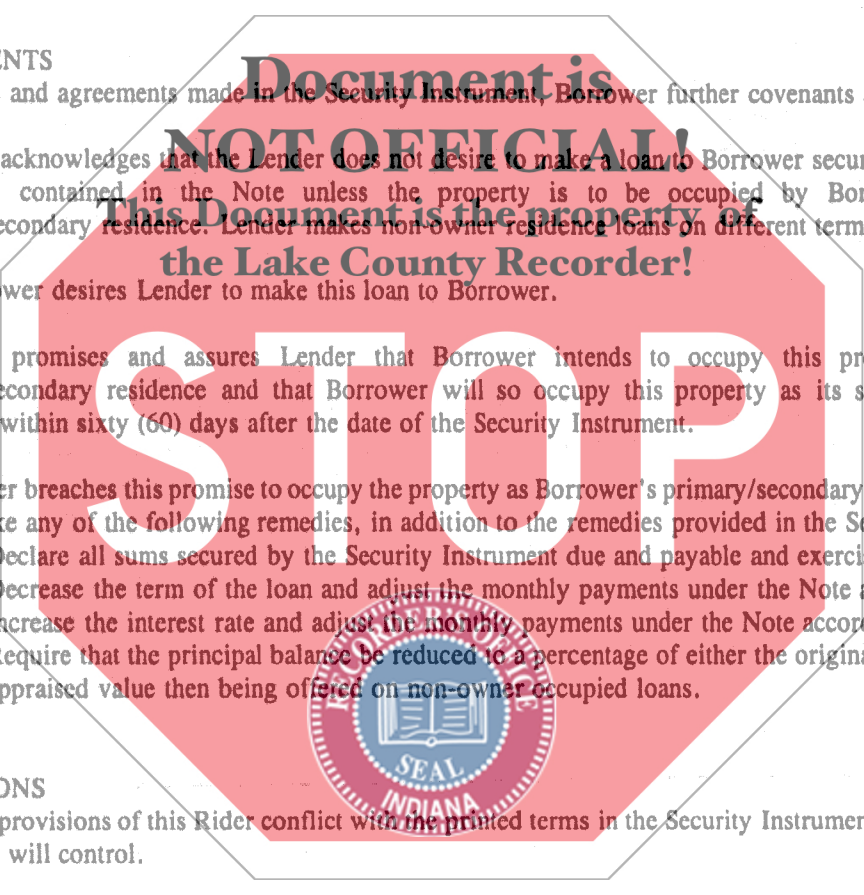 ENTS
Document is
and agreements made in the Security Instrument, Borrower further covenants
NOT OFFICIAL!
acknowledges that the Lender does not desire to make a loan to Borrower secur
contained in the Note unless the property is to be occupied by Bor
This Document is the property of
econdary residence. Lender makes non-owner residence loans on different term
the Lake County Recorder!
wer desires Lender to make this loan to Borrower.
STOP
promises and assures Lender that Borrower intends to occupy this pr
econdary residence and that Borrower will so occupy this property as its s
within sixty (60) days after the date of the Security Instrument.
er breaches this promise to occupy the property as Borrower's primary/secondary
ke any of the following remedies, in addition to the remedies provided in the Se
Declare all sums secured by the Security Instrument due and payable and exerci
Decrease the term of the loan and adjust the monthly payments under the Note a
ncrease the interest rate and adjust the monthly payments under the Note accor
Require that the principal balance be reduced to a percentage of either the origina
ppraised value then being offered on non-owner occupied loans.
RECORDER'S OFFICE
SEAL
INDIANA
ONS
provisions of this Rider conflict with the printed terms in the Security Instrumen
will control.